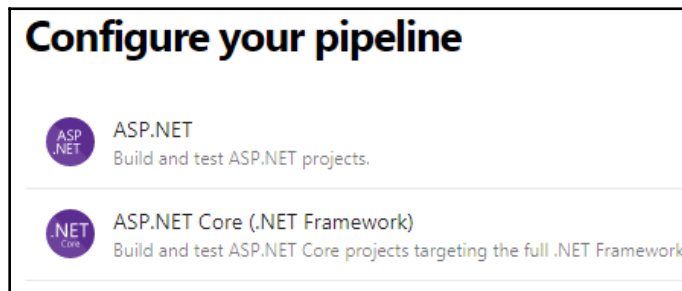 Configure your pipeline
ASP
.NET
ASP.NET
Build and test ASP.NET projects.
.NET
Core
ASP.NET Core (.NET Framework)
Build and test ASP.NET Core projects targeting the full .NET Framework